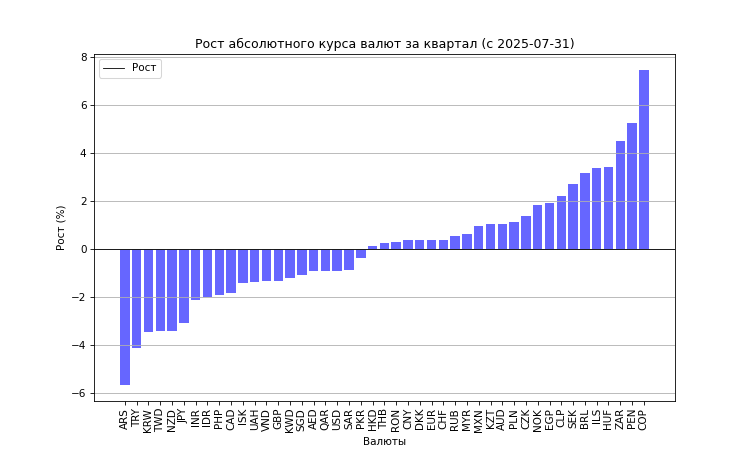 Рост абсолютного курса валют за квартал (с 2025-07-31)
Рост
8
6
4
2
0
−2
−4
−6
Рост (%)
ARS TRY KRW TWD NZD JPY INR IDR PHP CAD ISK UAH VND GBP KWD SGD AED QAR USD SAR PKR HKD THB RON CNY DKK EUR CHF RUB MYR MXN KZT AUD PLN CZK NOK EGP CLP SEK BRL ILS HUF ZAR PEN COP
Валюты